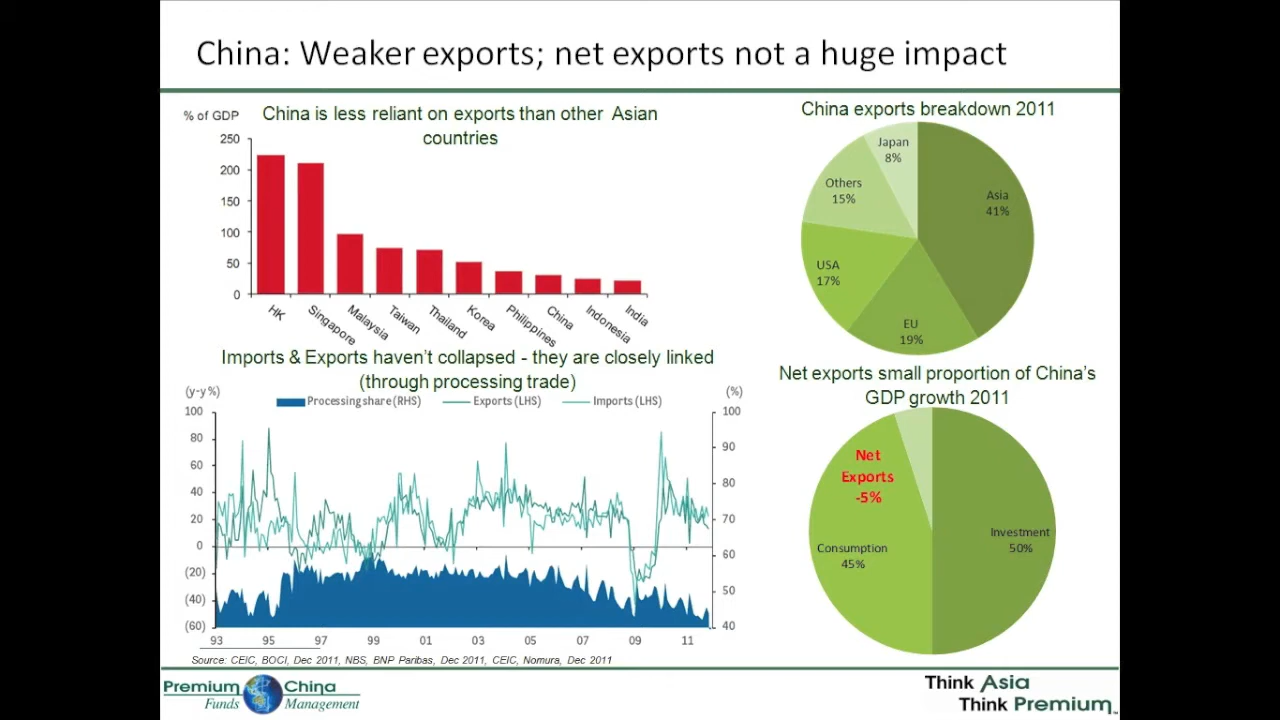 China: Weaker exports; net exports not a huge impact
% of GDP
China is less reliant on exports than other Asian
countries
250
200
150
100
50
0
HK
Singapore
Malaysia
Taiwan
Thailand
Korea
Philippines
China
Indonesia
India
China exports breakdown 2011
Japan
8%
Others
15%
Asia
41%
USA
17%
EU
19%
Imports & Exports haven't collapsed - they are closely linked
(through processing trade)
(y-y %)
(%)
Processing share (RHS)
Exports (LHS)
Imports (LHS)
100
80
60
40
20
0
(20)
(40)
(60)
100
90
80
70
60
50
40
93
95
97
99
01
03
05
07
09
11
Net exports small proportion of China's
GDP growth 2011
Net
Exports
-5%
Investment
50%
Consumption
45%
Source: CEIC, BOCI, Dec 2011, NBS, BNP Paribas, Dec 2011, CEIC, Nomura, Dec 2011
Premium China
Funds Management
Think Asia
Think Premium™